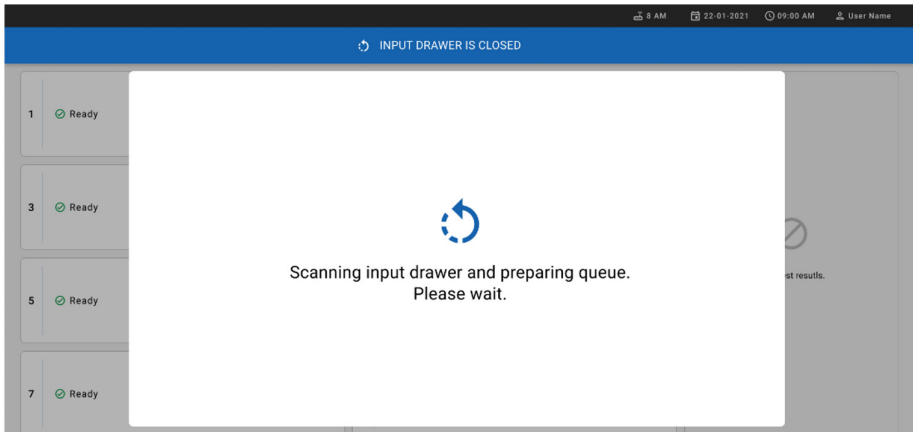 8 AM 22-01-2021 09:00 AM User Name
INPUT DRAWER IS CLOSED
1 Ready
3 Ready
Scanning input drawer and preparing queue.
Please wait.
st resutls.
5 Ready
7 Ready